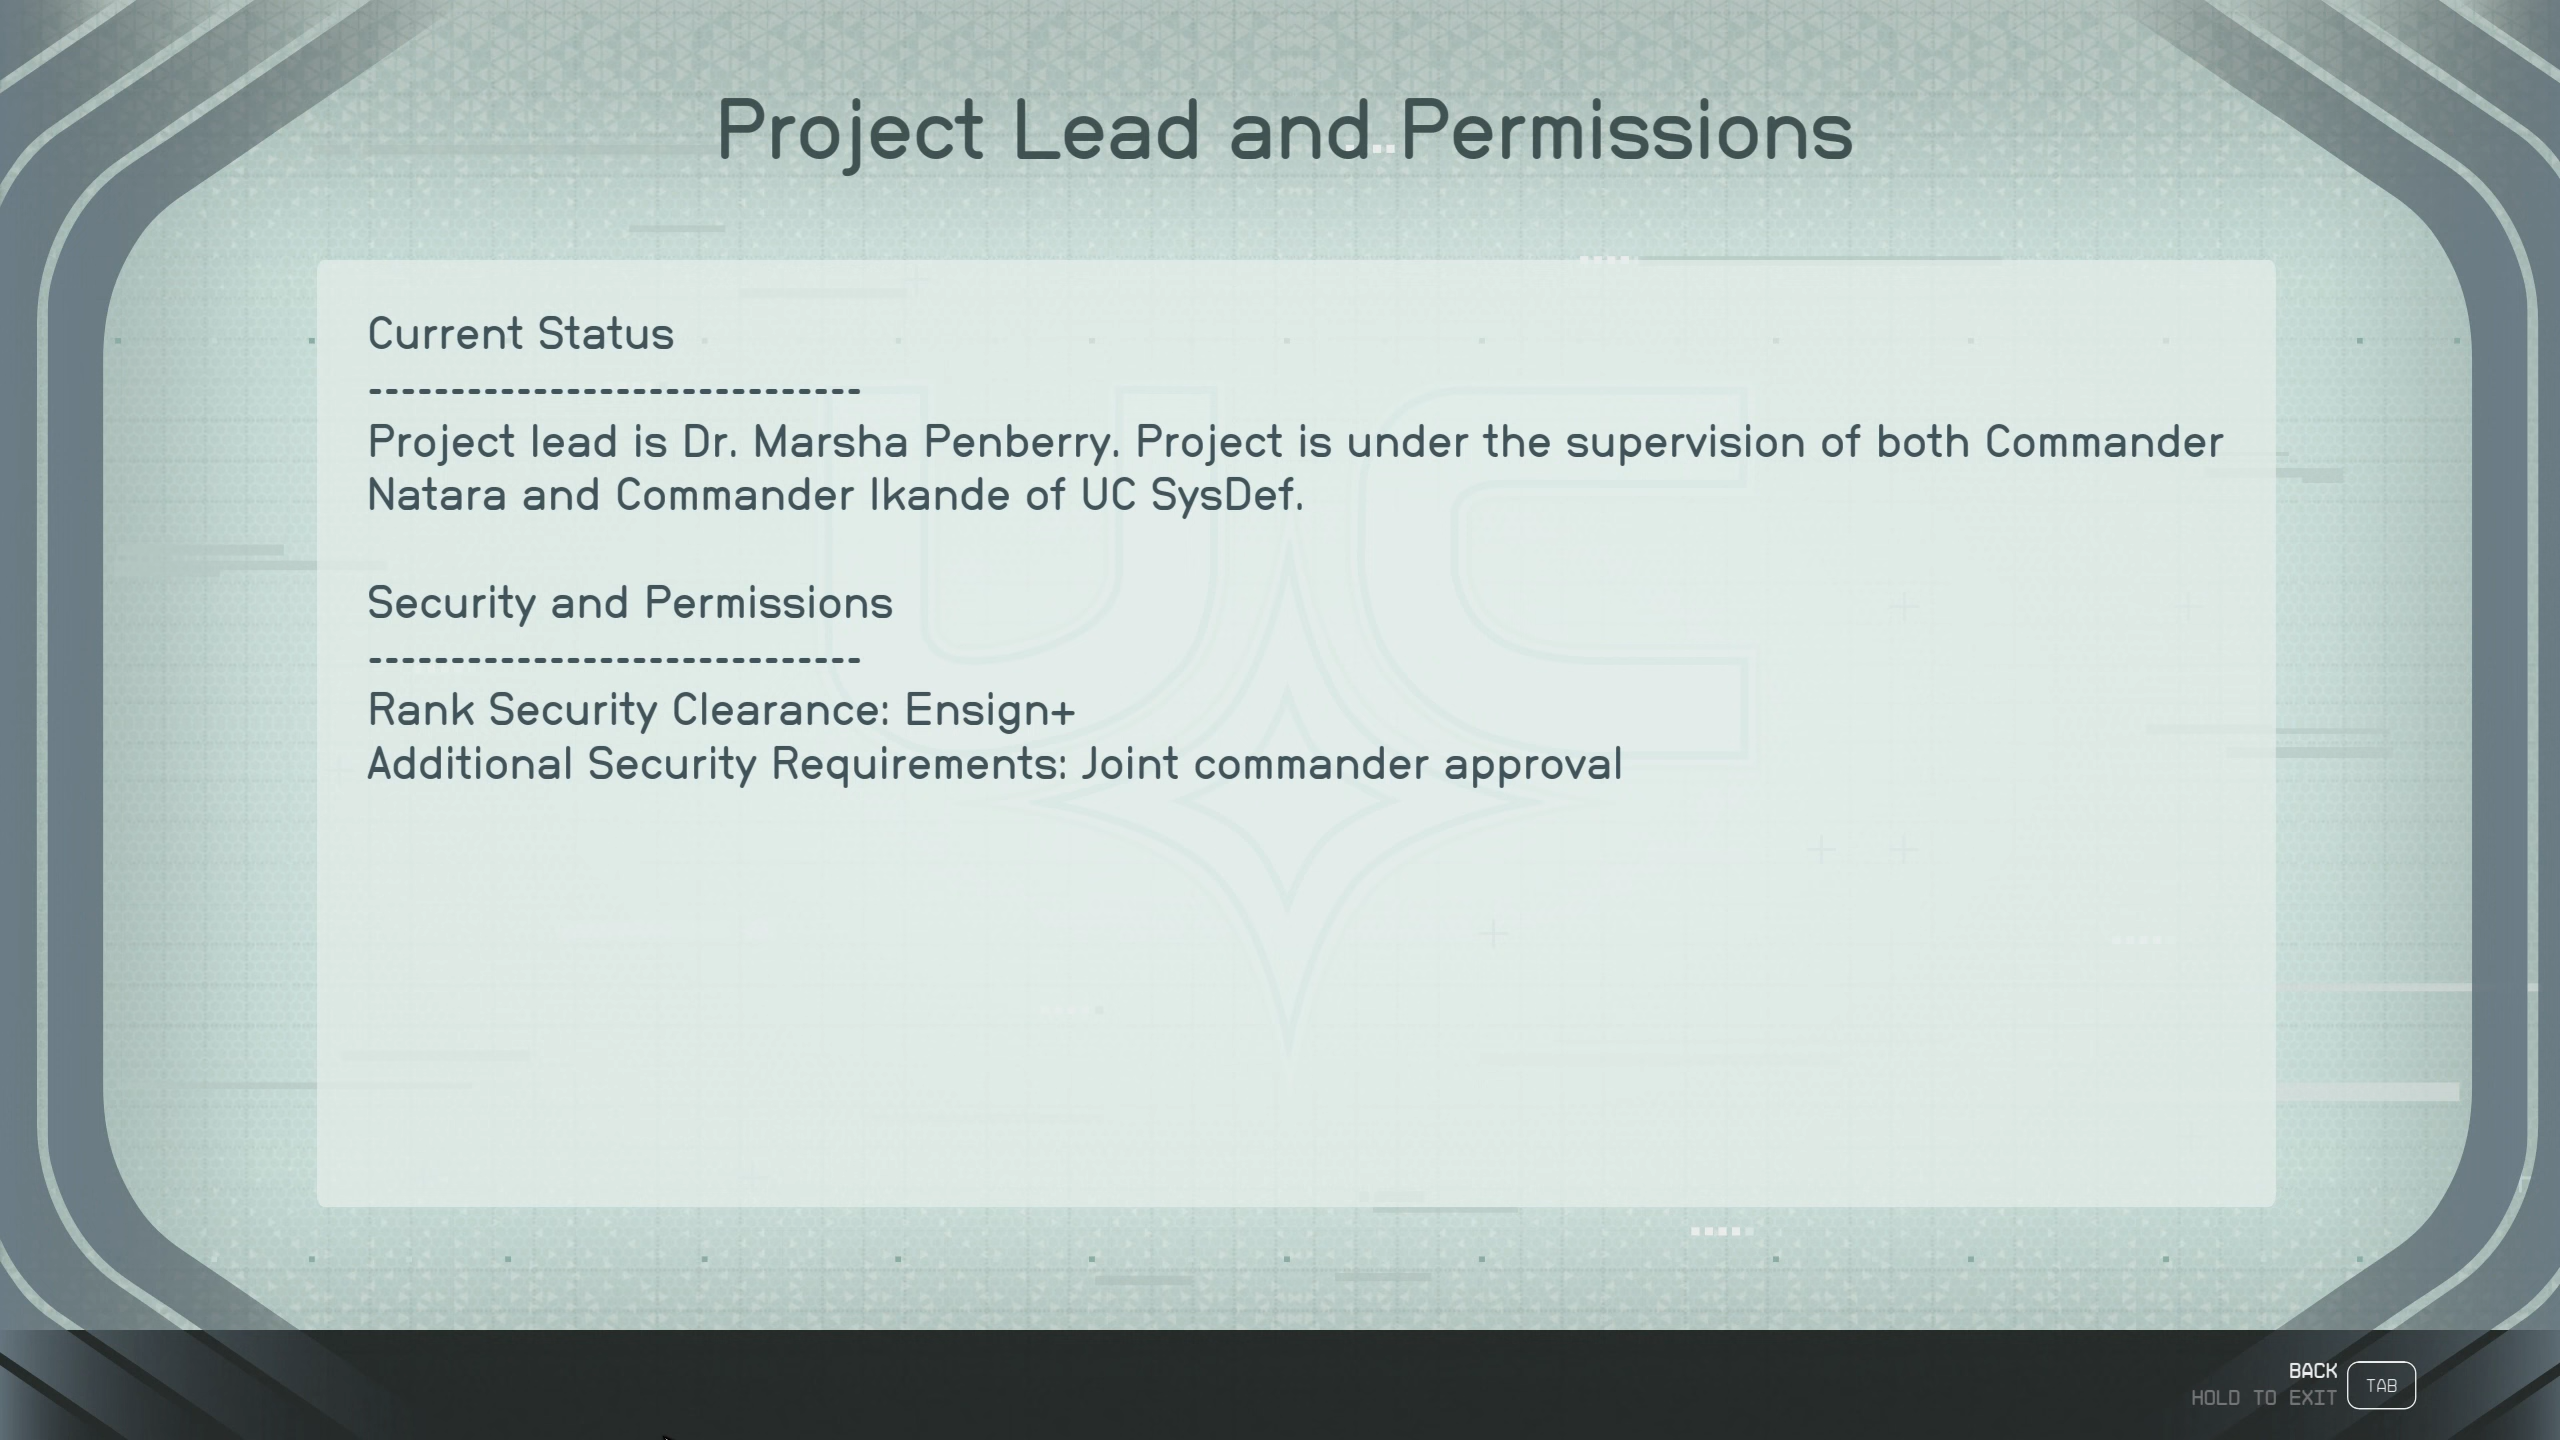 Project Lead and Permissions
Current Status
------------------------------
Project lead is Dr. Marsha Penberry. Project is under the supervision of both Commander
Natara and Commander Ikande of UC SysDef.
Security and Permissions
------------------------------
Rank Security Clearance: Ensign+
Additional Security Requirements: Joint commander approval
UC
BACK
HOLD TO EXIT
TAB